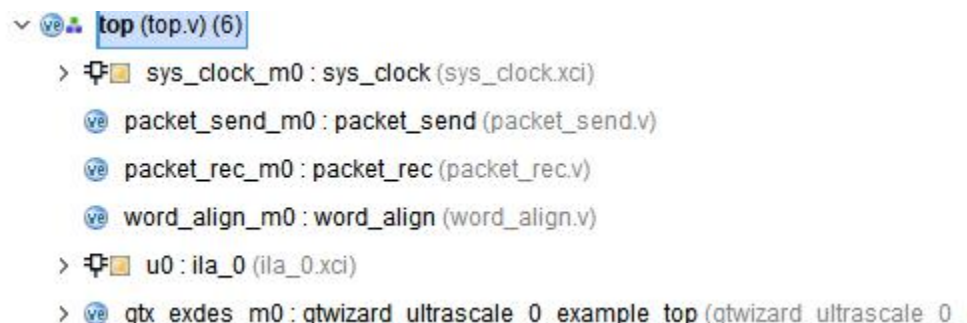 top (top.v) (6)
sys_clock_m0 : sys_clock (sys_clock.xci)
packet_send_m0 : packet_send (packet_send.v)
packet_rec_m0 : packet_rec (packet_rec.v)
word_align_m0 : word_align (word_align.v)
u0 : ila_0 (ila_0.xci)
gtx_exdes_m0 : gtwizard_ultrascale_0_example_top (gtwizard_ultrascale_0